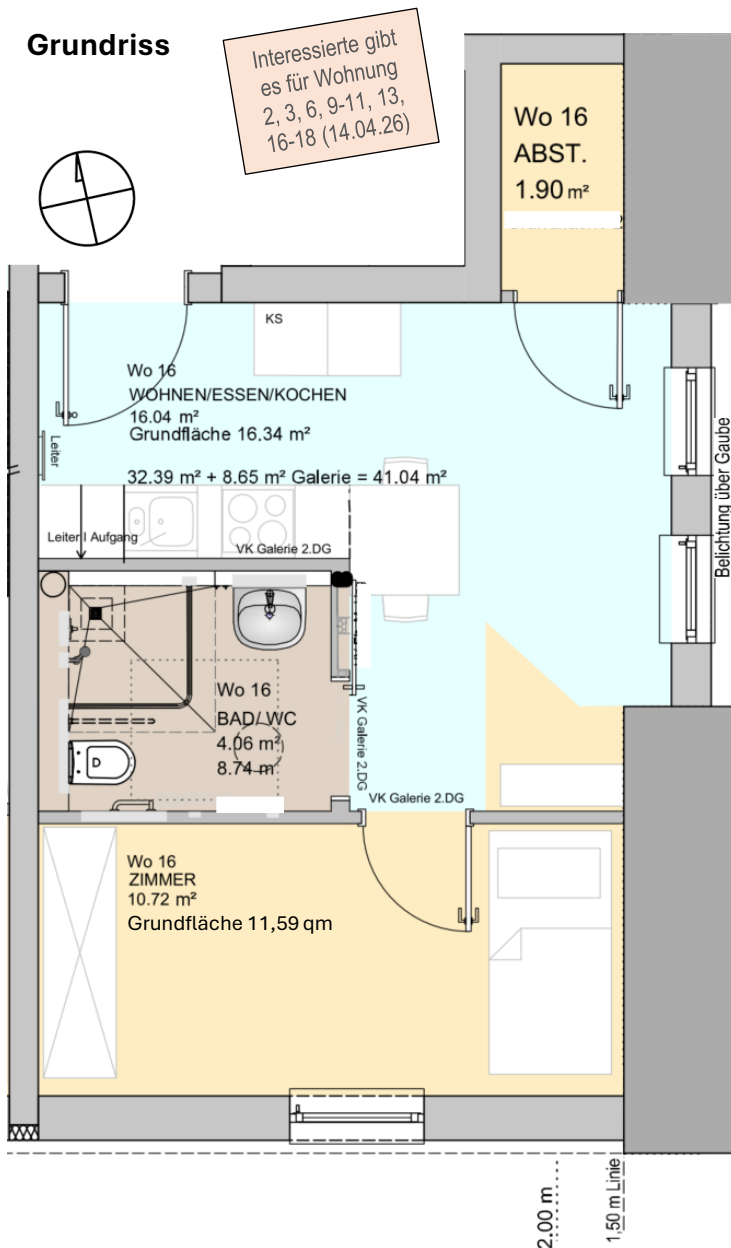 Grundriss
Interessierte gibt
es für Wohnung
2, 3, 6, 9-11, 13,
16-18 (14.04.26)
Wo 16
ABST.
1.90 m²
KS
Wo 16
WOHNEN/ESSEN/KOCHEN
16.04 m²
Grundfläche 16.34 m²
32.39 m² + 8.65 m² Galerie = 41.04 m²
Leiter
Leiter I Aufgang
VK Galerie 2.DG
Belichtung über Gaube
Wo 16
BAD/ WC
4.06 m²
8.74 m
VK Galerie 2.DG
VK Galerie 2.DG
Wo 16
ZIMMER
10.72 m²
Grundfläche 11,59 qm
2.00 m
1,50 m Linie